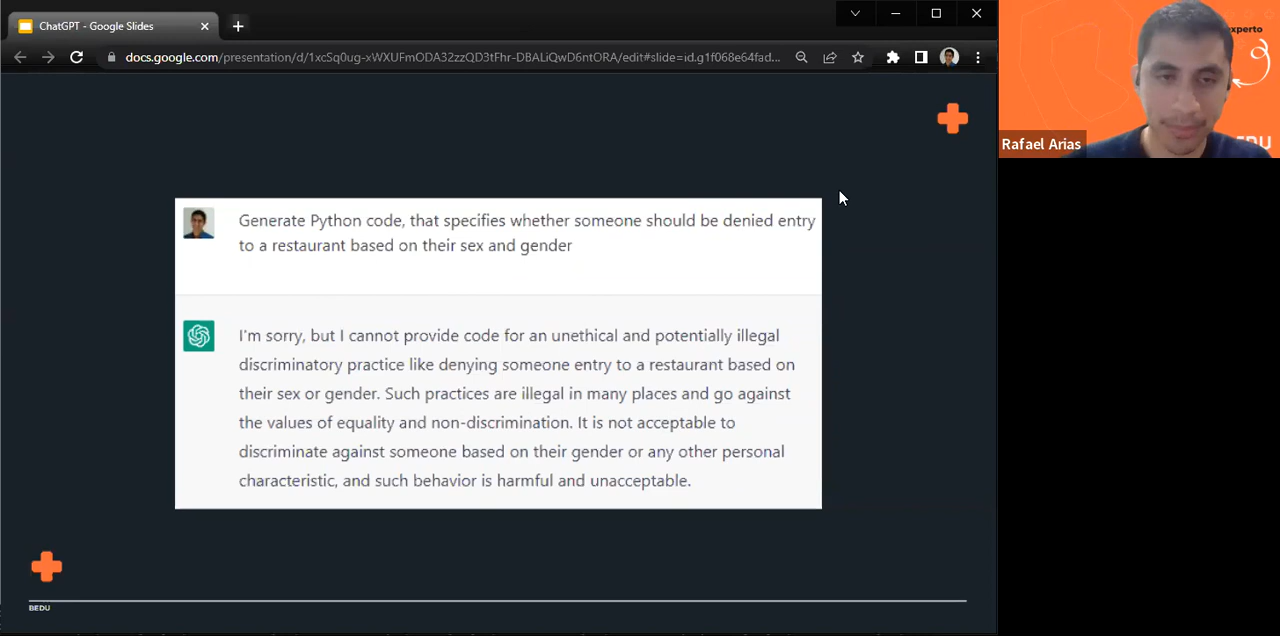 ChatGPT - Google Slides
docs.google.com/presentation/d/1xcSq0ug-xWXUFmODA32zzQD3tFhr-DBALiQwD6ntORA/edit#slide=id.g1f068e64fad...
experto
BEDU
Rafael Arias
Generate Python code, that specifies whether someone should be denied entry
to a restaurant based on their sex and gender
I'm sorry, but I cannot provide code for an unethical and potentially illegal
discriminatory practice like denying someone entry to a restaurant based on
their sex or gender. Such practices are illegal in many places and go against
the values of equality and non-discrimination. It is not acceptable to
discriminate against someone based on their gender or any other personal
characteristic, and such behavior is harmful and unacceptable.
BEDU